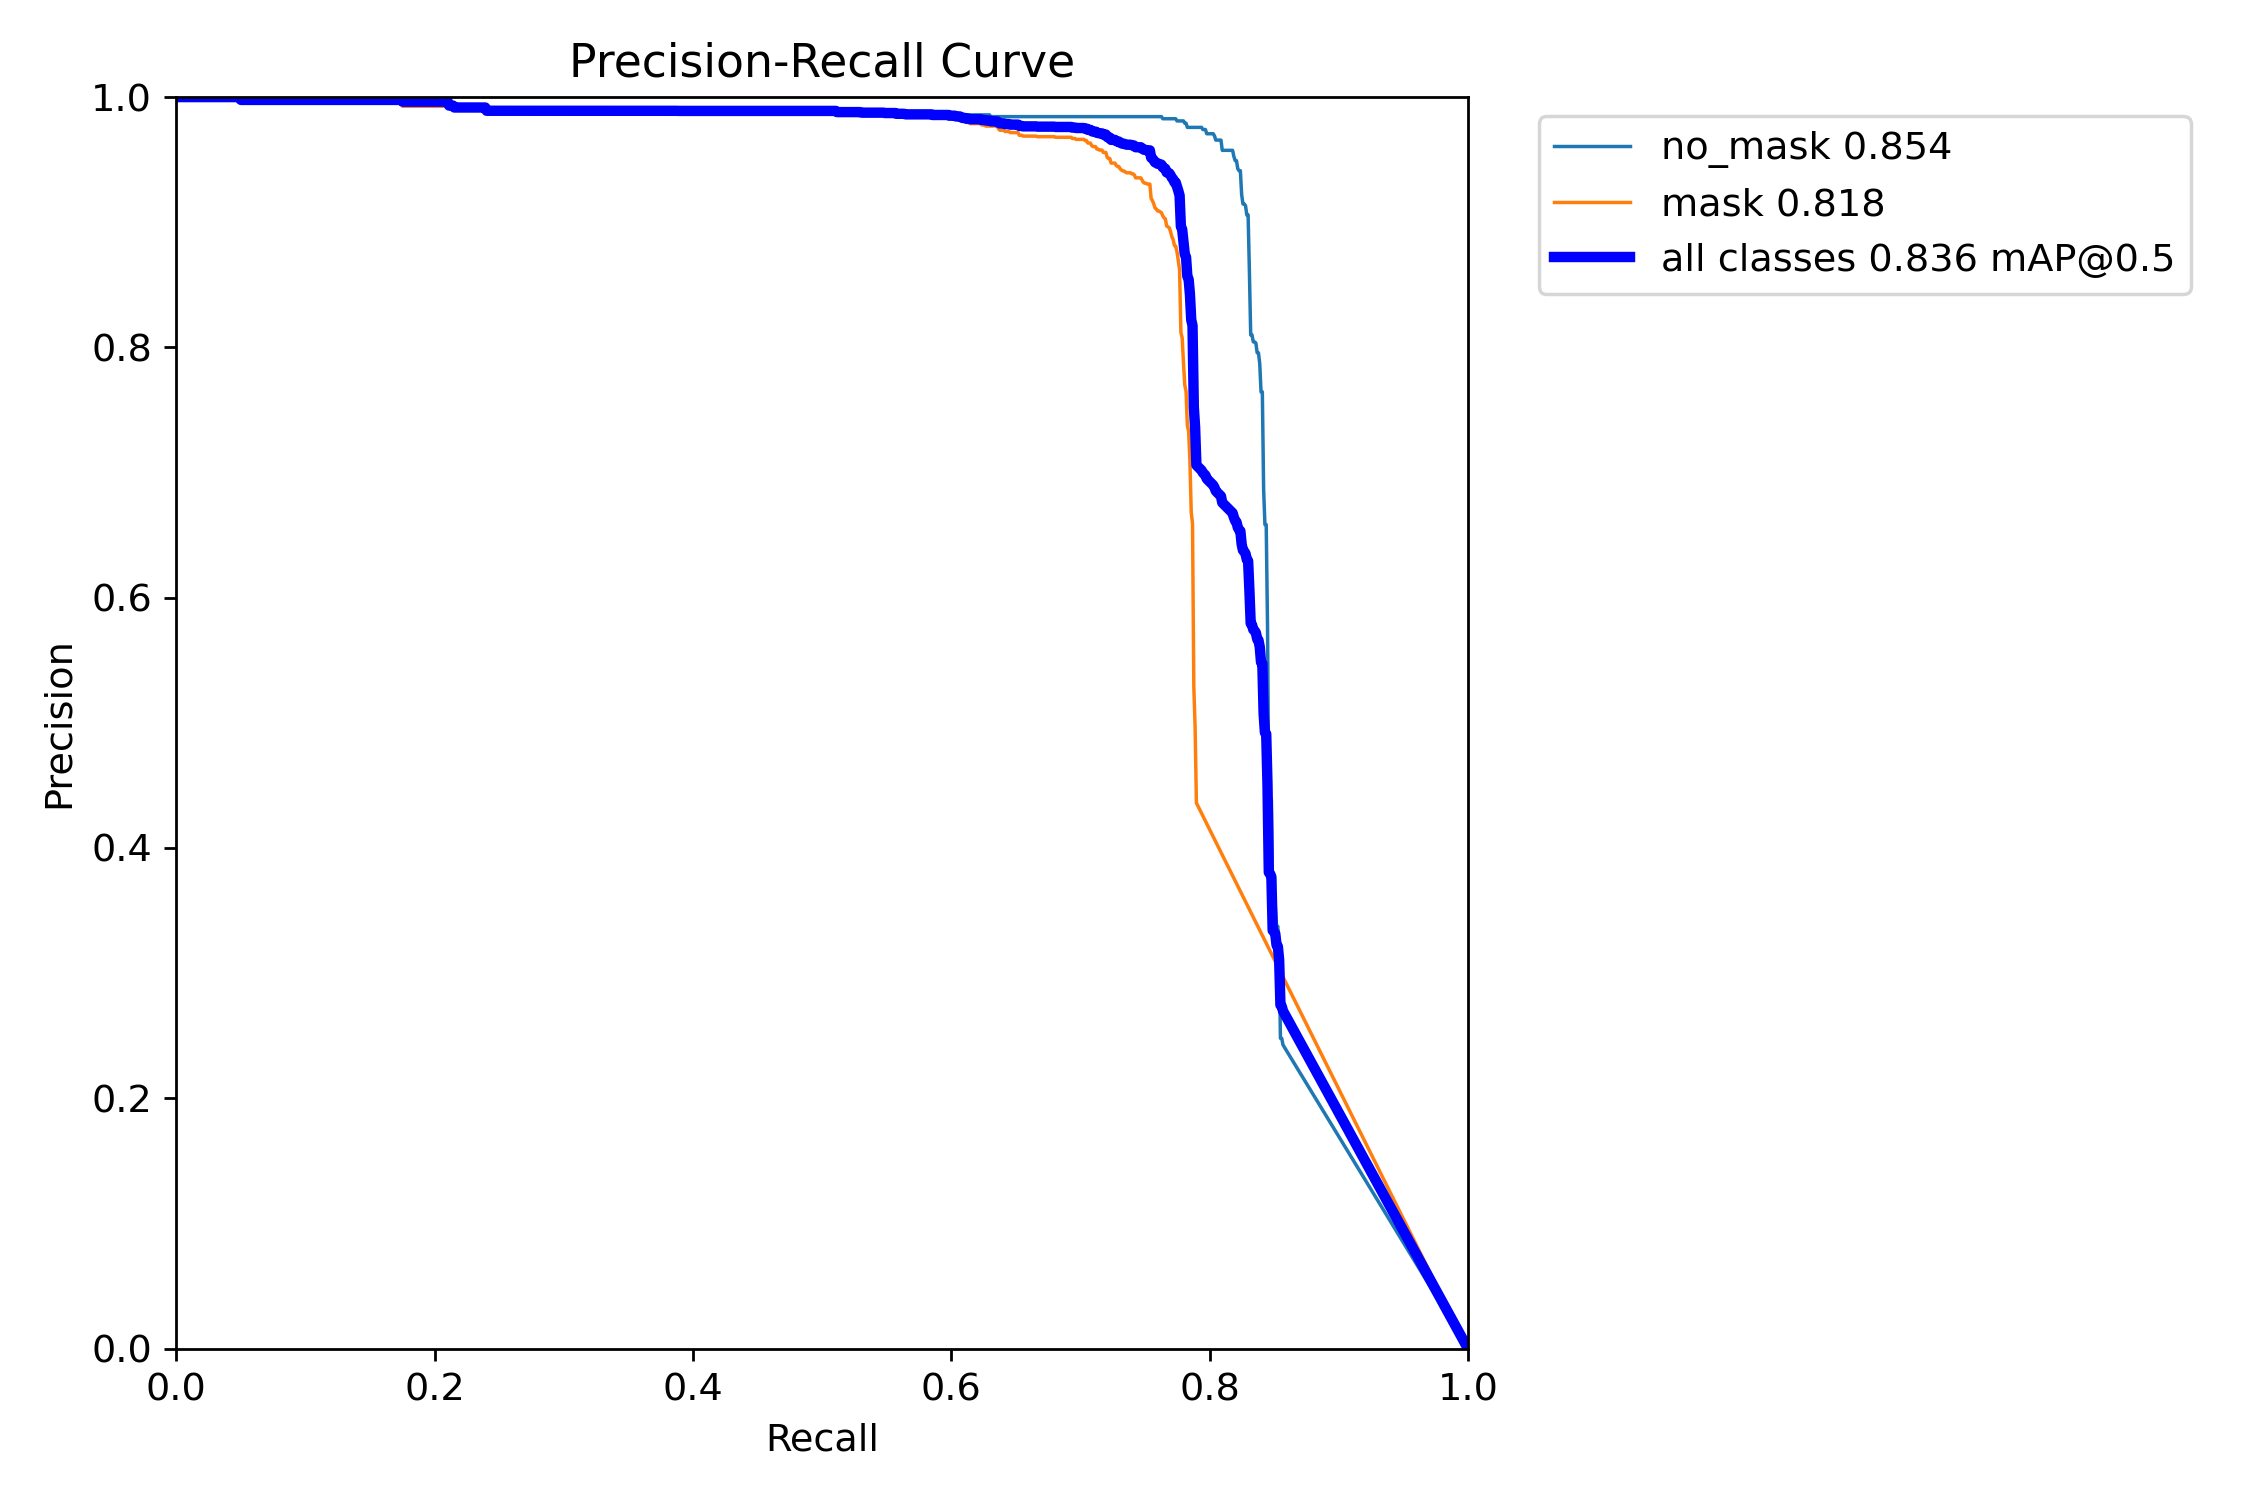 Precision-Recall Curve
1.0
0.8
0.6
0.4
0.2
0.0
Precision
0.0 0.2 0.4 0.6 0.8 1.0
Recall
no_mask 0.854
mask 0.818
all classes 0.836 mAP@0.5